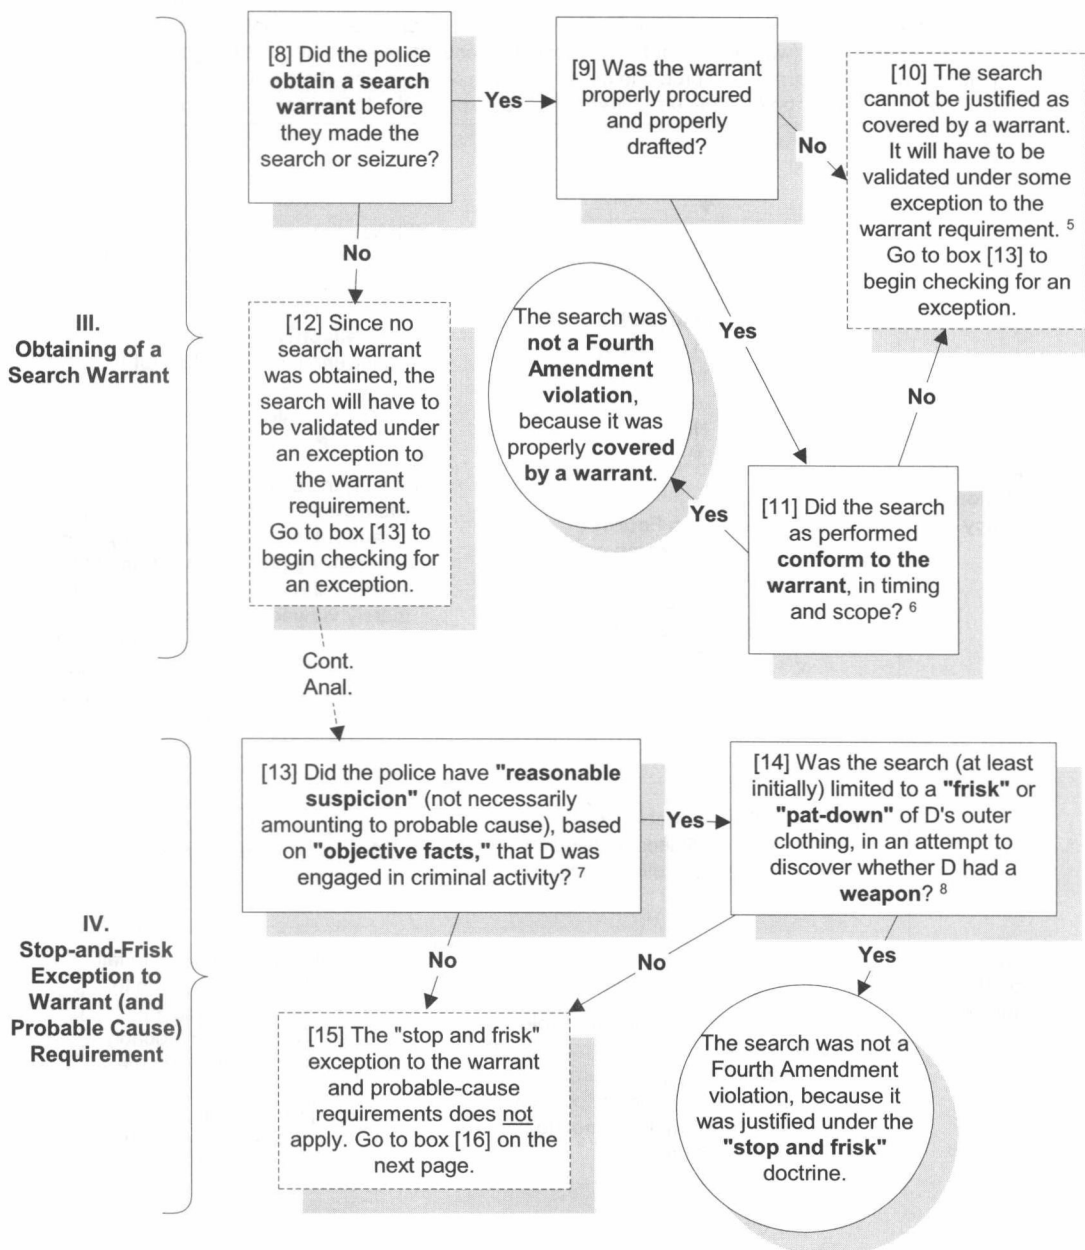 [8] Did the police
obtain a search
warrant before
they made the
search or seizure?
Yes
[9] Was the warrant
properly procured
and properly
drafted?
No
[10] The search
cannot be justified as
covered by a warrant.
It will have to be
validated under some
exception to the
warrant requirement. 5
Go to box [13] to
begin checking for an
exception.
No
III.
Obtaining of a
Search Warrant
[12] Since no
search warrant
was obtained, the
search will have to
be validated under
an exception to
the warrant
requirement.
Go to box [13] to
begin checking for
an exception.
The search was
not a Fourth
Amendment
violation,
because it was
properly covered
by a warrant.
Yes
No
Yes
[11] Did the search
as performed
conform to the
warrant, in timing
and scope? 6
Cont.
Anal.
IV.
Stop-and-Frisk
Exception to
Warrant (and
Probable Cause)
Requirement
[13] Did the police have "reasonable
suspicion" (not necessarily
amounting to probable cause), based
on "objective facts," that D was
engaged in criminal activity? 7
Yes
[14] Was the search (at least
initially) limited to a "frisk" or
"pat-down" of D's outer
clothing, in an attempt to
discover whether D had a
weapon? 8
No
No
Yes
[15] The "stop and frisk"
exception to the warrant
and probable-cause
requirements does not
apply. Go to box [16] on the
next page.
The search was not a
Fourth Amendment
violation, because it
was justified under the
"stop and frisk"
doctrine.